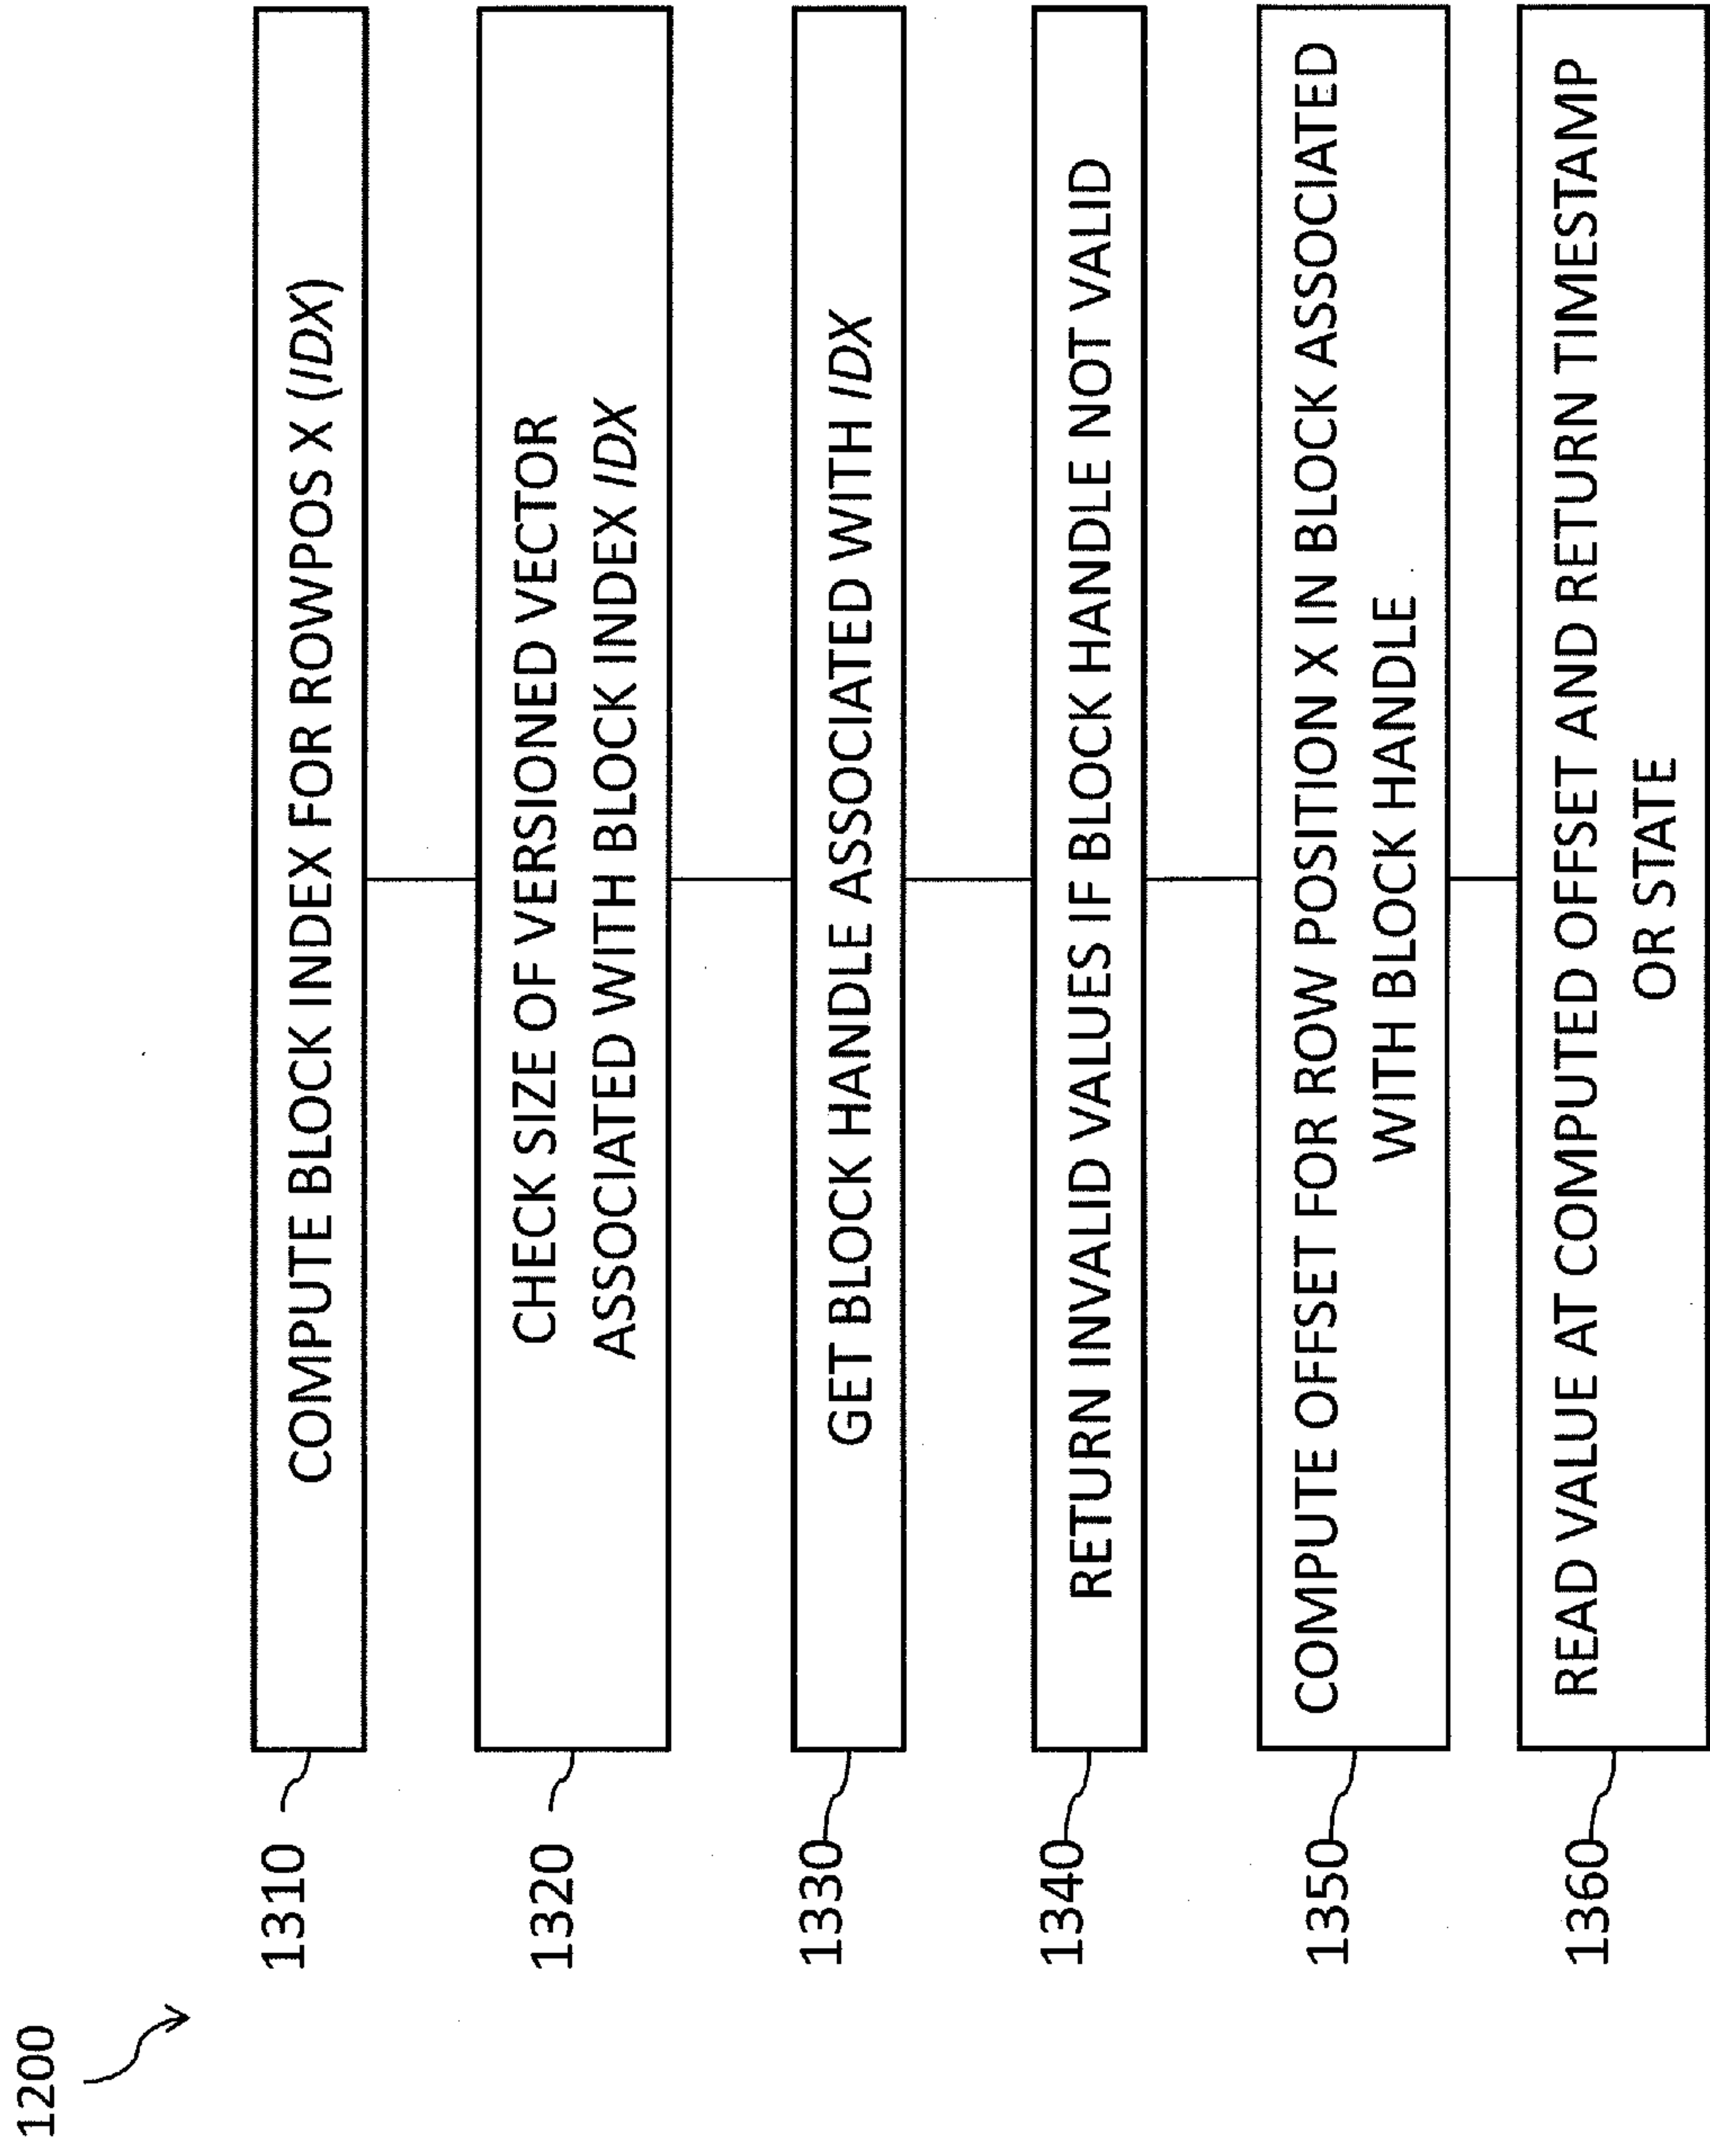 1200
1310
COMPUTE BLOCK INDEX FOR ROWPOS X (IDX)
1320
CHECK SIZE OF VERSIONED VECTOR
ASSOCIATED WITH BLOCK INDEX IDX
1330
GET BLOCK HANDLE ASSOCIATED WITH IDX
1340
RETURN INVALID VALUES IF BLOCK HANDLE NOT VALID
1350
COMPUTE OFFSET FOR ROW POSITION X IN BLOCK ASSOCIATED
WITH BLOCK HANDLE
1360
READ VALUE AT COMPUTED OFFSET AND RETURN TIMESTAMP
OR STATE